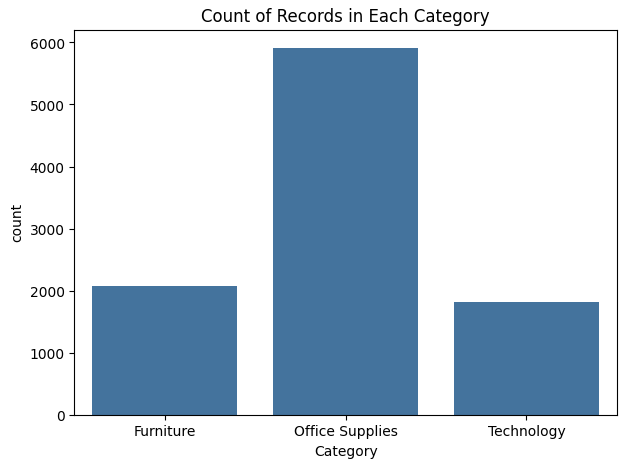 Count of Records in Each Category
count
6000
5000
4000
3000
2000
1000
0
Furniture Office Supplies Technology
Category